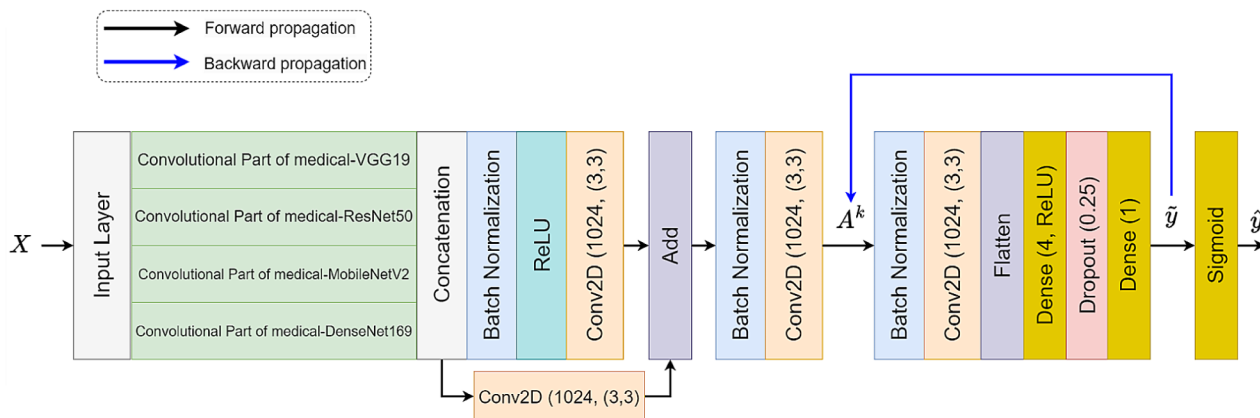 Forward propagation
Backward propagation
X
Input Layer
Convolutional Part of medical-VGG19
Convolutional Part of medical-ResNet50
Convolutional Part of medical-MobileNetV2
Convolutional Part of medical-DenseNet169
Concatenation
Batch Normalization
ReLU
Conv2D (1024, (3,3)
Conv2D (1024, (3,3)
Add
Batch Normalization
Conv2D (1024, (3,3)
A^k
Batch Normalization
Conv2D (1024, (3,3)
Flatten
Dense (4, ReLU)
Dropout (0.25)
Dense (1)
ỹ
Sigmoid
ŷ